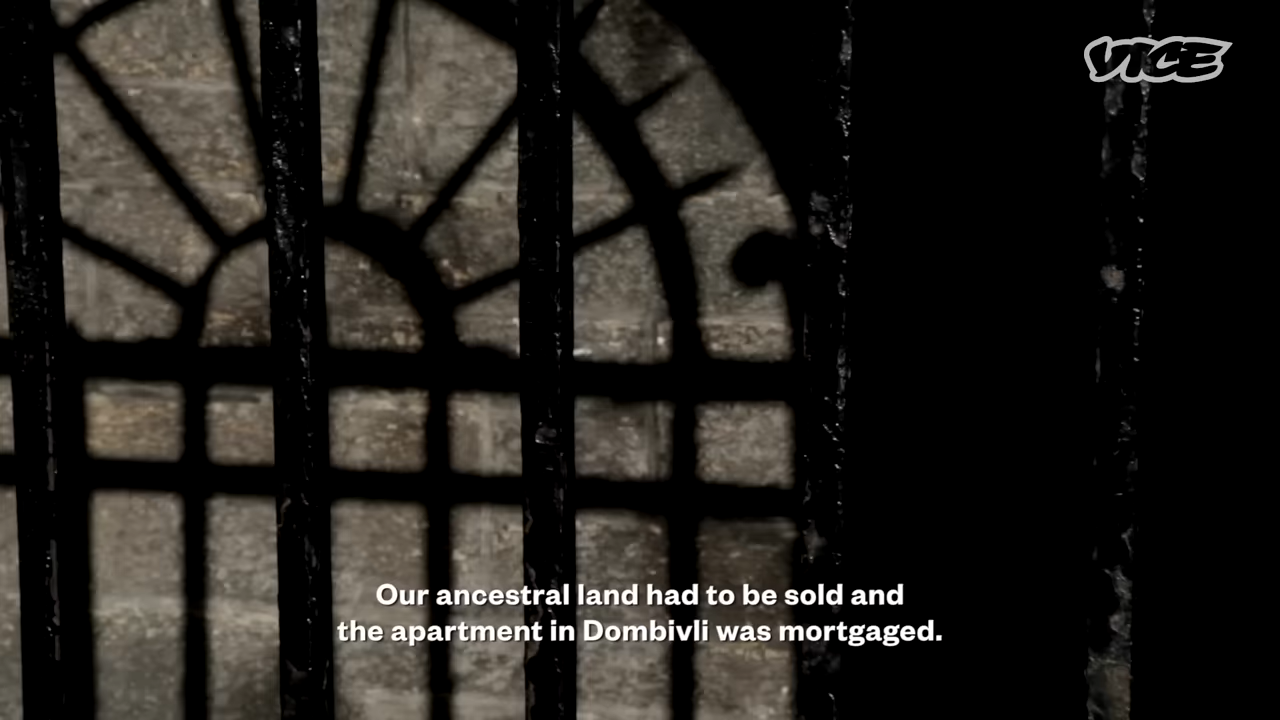 VICE
Our ancestral land had to be sold and
the apartment in Dombivli was mortgaged.